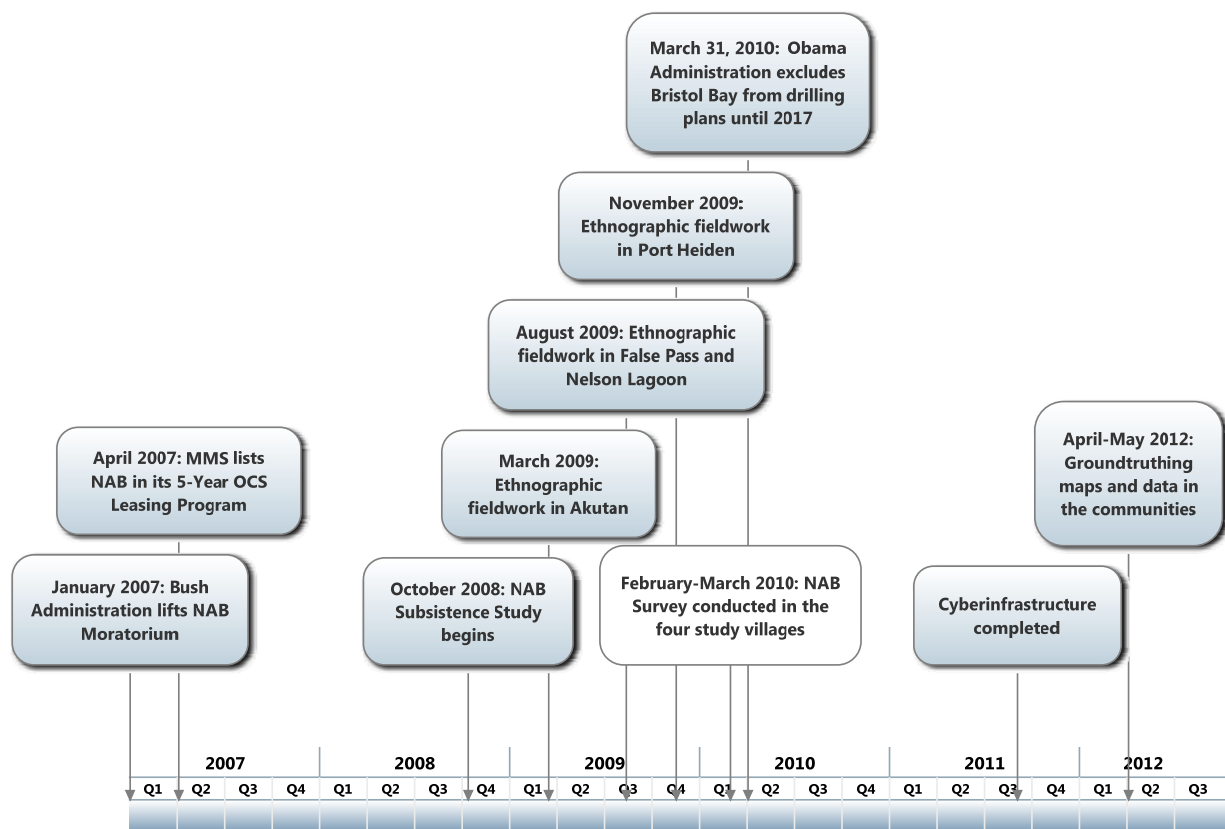 March 31, 2010: Obama
Administration excludes
Bristol Bay from drilling
plans until 2017
November 2009:
Ethnographic fieldwork
in Port Heiden
August 2009: Ethnographic
fieldwork in False Pass and
Nelson Lagoon
April 2007: MMS lists
NAB in its 5-Year OCS
Leasing Program
March 2009:
Ethnographic
fieldwork in Akutan
April-May 2012:
Groundtruthing
maps and data in
the communities
January 2007: Bush
Administration lifts NAB
Moratorium
October 2008: NAB
Subsistence Study
begins
February-March 2010: NAB
Survey conducted in the
four study villages
Cyberinfrastructure
completed
2007 2008 2009 2010 2011 2012
Q1 Q2 Q3 Q4 Q1 Q2 Q3 Q4 Q1 Q2 Q3 Q4 Q1 Q2 Q3 Q4 Q1 Q2 Q3 Q4 Q1 Q2 Q3